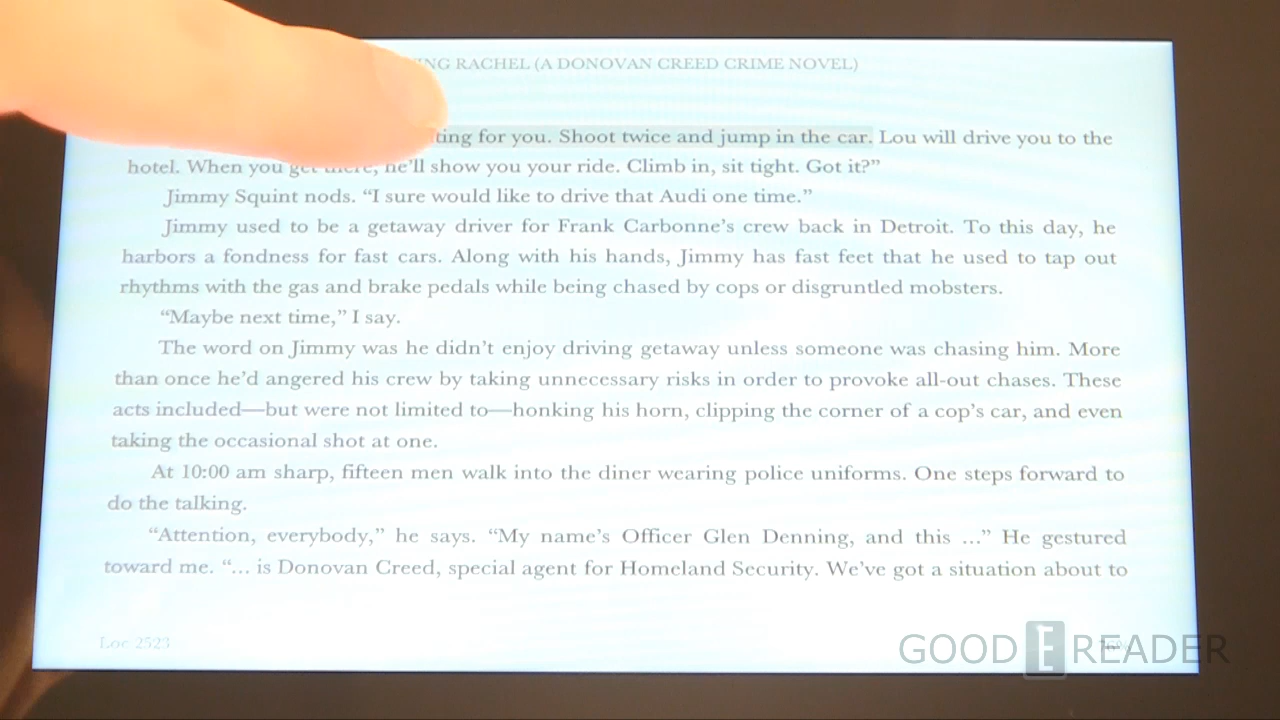 NG RACHEL (A DONOVAN CREED CRIME NOVEL)
ting for you. Shoot twice and jump in the car. Lou will drive you to the
hotel. When you get there, he'll show you your ride. Climb in, sit tight. Got it?”
Jimmy Squint nods. “I sure would like to drive that Audi one time.”
Jimmy used to be a getaway driver for Frank Carbonne's crew back in Detroit. To this day, he
harbors a fondness for fast cars. Along with his hands, Jimmy has fast feet that he used to tap out
rhythms with the gas and brake pedals while being chased by cops or disgruntled mobsters.
“Maybe next time,” I say.
The word on Jimmy was he didn't enjoy driving getaway unless someone was chasing him. More
than once he'd angered his crew by taking unnecessary risks in order to provoke all-out chases. These
acts included—but were not limited to—honking his horn, clipping the corner of a cop's car, and even
taking the occasional shot at one.
At 10:00 am sharp, fifteen men walk into the diner wearing police uniforms. One steps forward to
do the talking.
“Attention, everybody,” he says. “My name's Officer Glen Denning, and this ...” He gestured
toward me. “... is Donovan Creed, special agent for Homeland Security. We've got a situation about to
Loc 2523
GOOD E READER